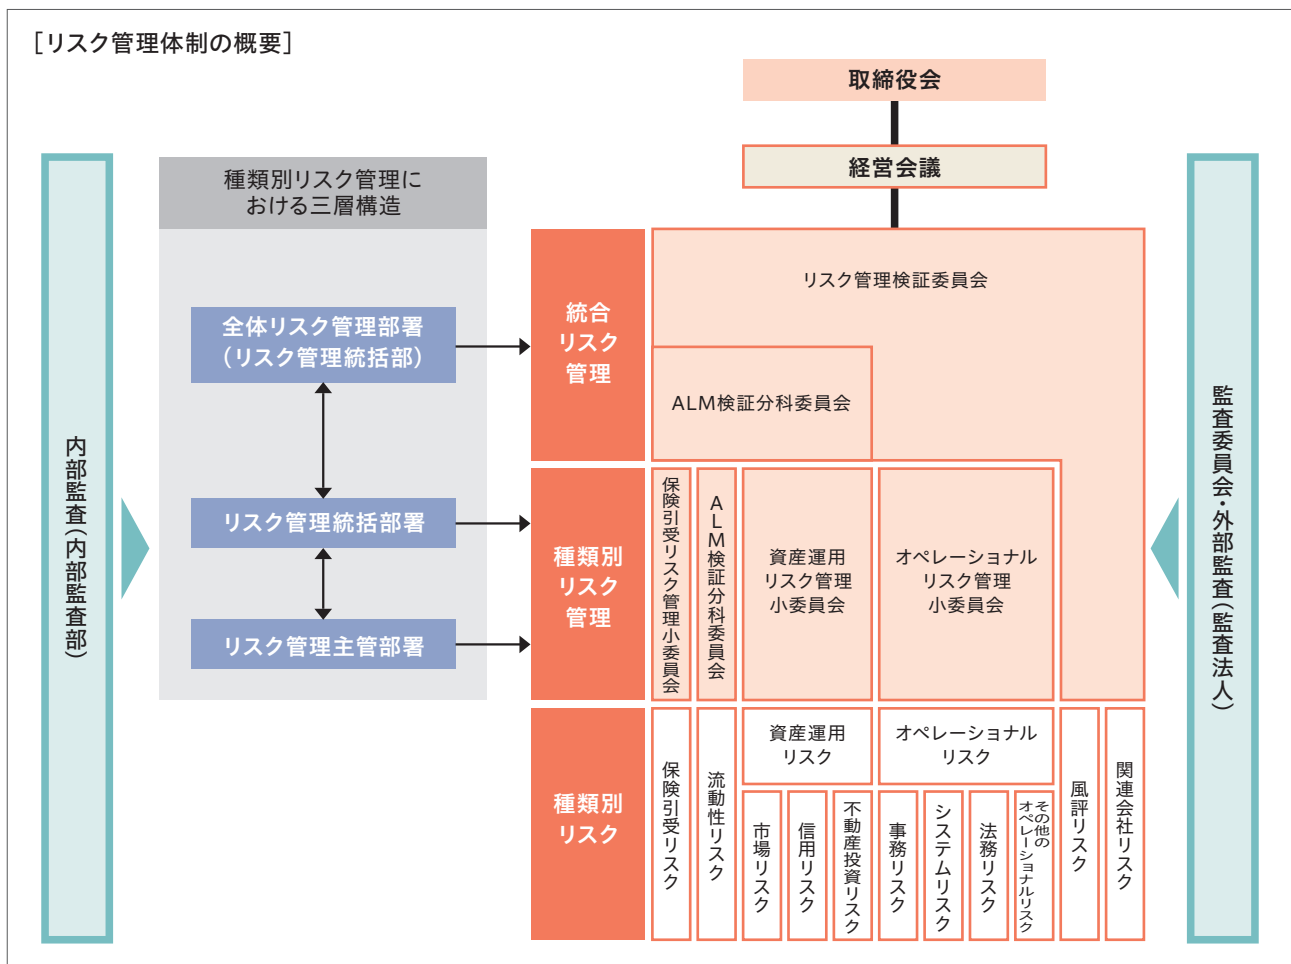 ［リスク管理体制の概要］
取締役会
経営会議
内部監査（内部監査部）
種類別リスク管理に
おける三層構造
全体リスク管理部署
（リスク管理統括部）
リスク管理統括部署
リスク管理主管部署
統合
リスク
管理
リスク管理検証委員会
ALM検証分科委員会
種類別
リスク
管理
保険引受リスク管理小委員会
ALM検証分科委員会
資産運用
リスク管理
小委員会
オペレーショナル
リスク管理
小委員会
種類別
リスク
保険引受リスク
流動性リスク
資産運用
リスク
市場リスク
信用リスク
不動産投資リスク
オペレーショナル
リスク
事務リスク
システムリスク
法務リスク
その他の
オペレーショナルリスク
風評リスク
関連会社リスク
監査委員会・外部監査（監査法人）